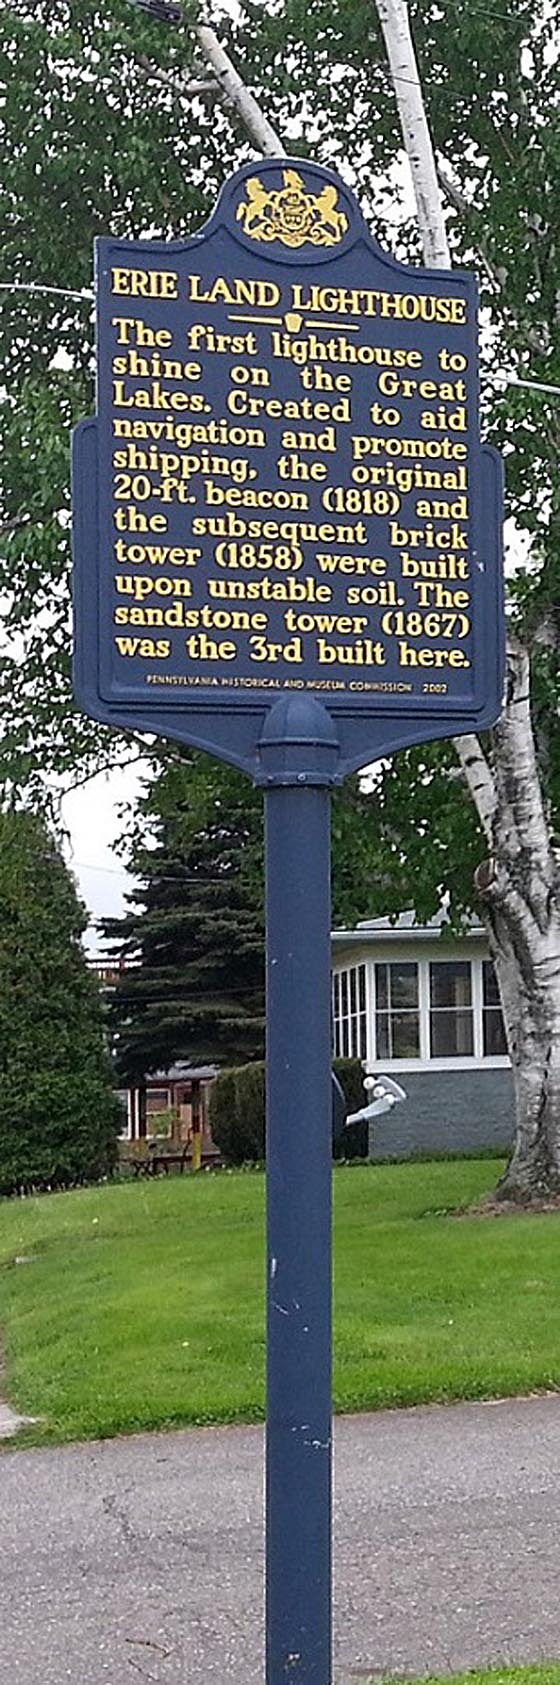 ERIE LAND LIGHTHOUSE
The first lighthouse to
shine on the Great
Lakes. Created to aid
navigation and promote
shipping, the original
20-ft. beacon (1818) and
the subsequent brick
tower (1858) were built
upon unstable soil. The
sandstone tower (1867)
was the 3rd built here.
PENNSYLVANIA HISTORICAL AND MUSEUM COMMISSION 2002